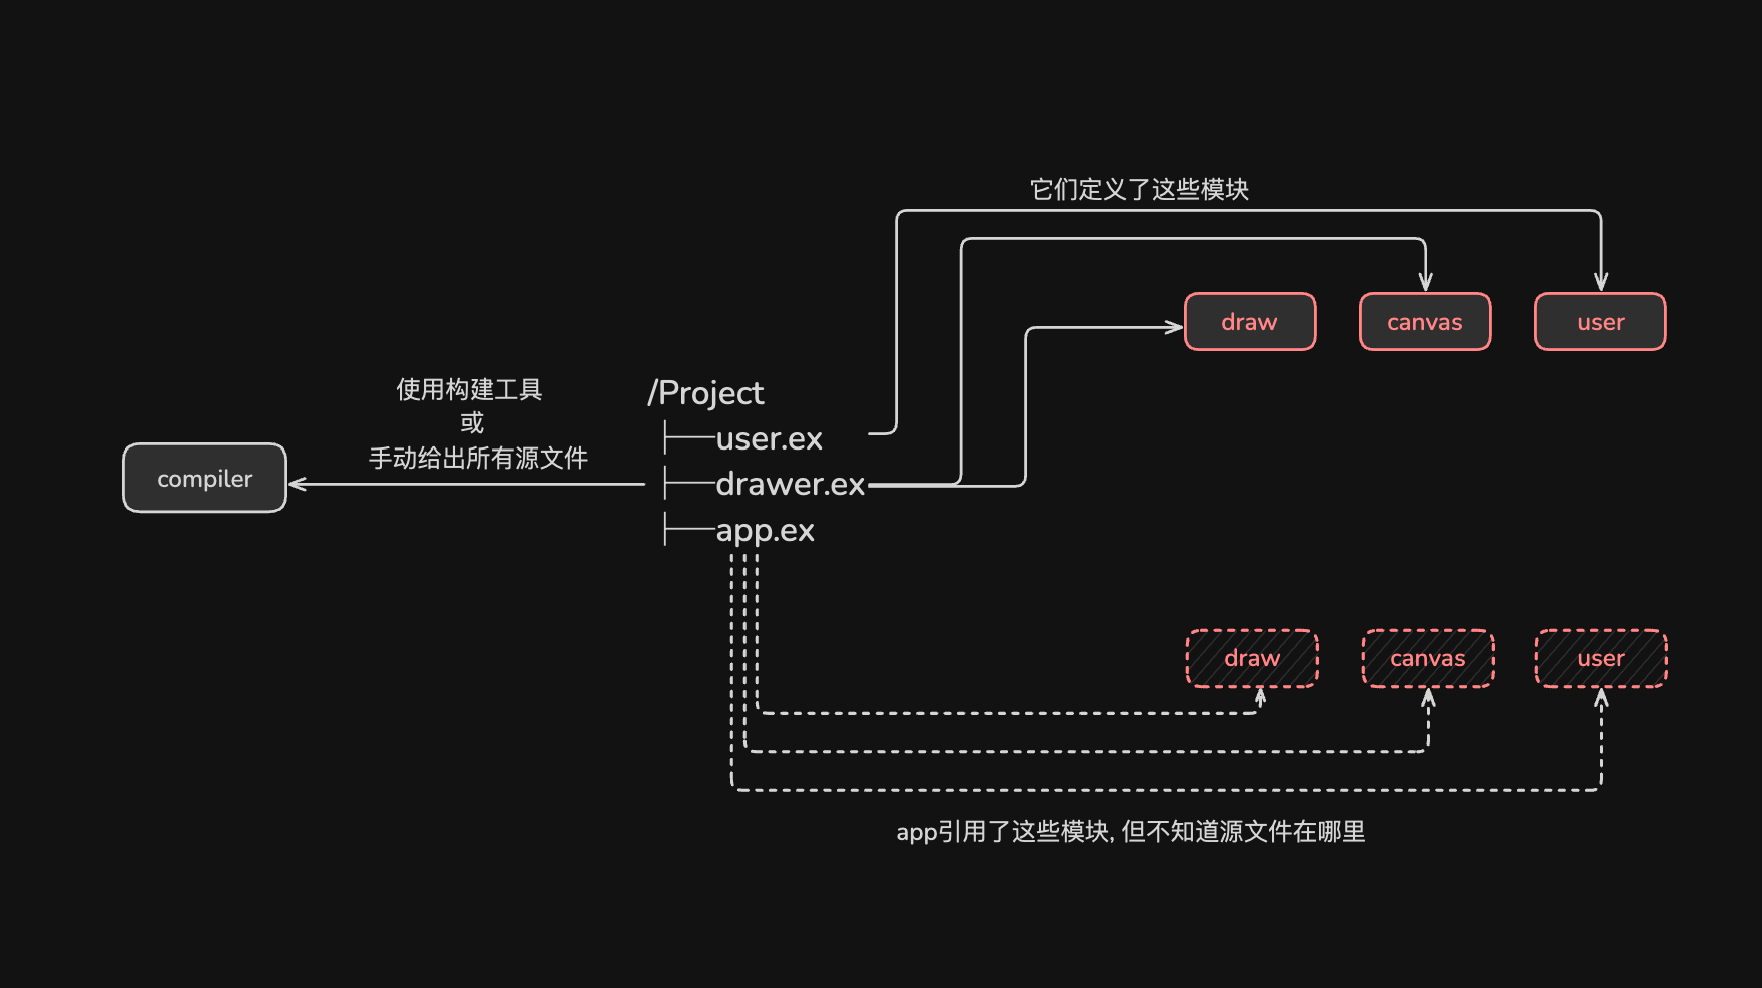 它们定义了这些模块
draw
canvas
user
使用构建工具
或
手动给出所有源文件
compiler
/Project
├──user.ex
├──drawer.ex
├──app.ex
draw
canvas
user
app引用了这些模块, 但不知道源文件在哪里